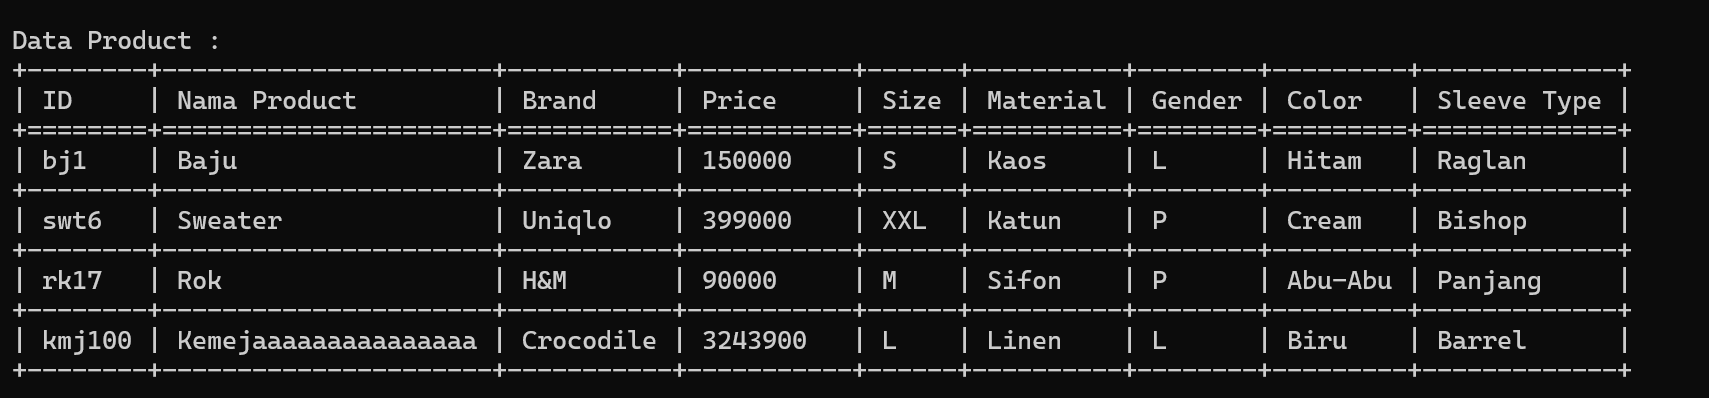 Data Product :
+--------+----------------------+-----------+-----------+------+----------+--------+---------+-------------+
| ID     | Nama Product         | Brand     | Price     | Size | Material | Gender | Color   | Sleeve Type |
+========+======================+===========+===========+======+==========+========+=========+=============+
| bj1    | Baju                 | Zara      | 150000    | S    | Kaos     | L      | Hitam   | Raglan      |
+--------+----------------------+-----------+-----------+------+----------+--------+---------+-------------+
| swt6   | Sweater              | Uniqlo    | 399000    | XXL  | Katun    | P      | Cream   | Bishop      |
+--------+----------------------+-----------+-----------+------+----------+--------+---------+-------------+
| rk17   | Rok                  | H&M       | 90000     | M    | Sifon    | P      | Abu-Abu | Panjang     |
+--------+----------------------+-----------+-----------+------+----------+--------+---------+-------------+
| kmj100 | Kemejaaaaaaaaaaaaaaa | Crocodile | 3243900   | L    | Linen    | L      | Biru    | Barrel      |
+--------+----------------------+-----------+-----------+------+----------+--------+---------+-------------+